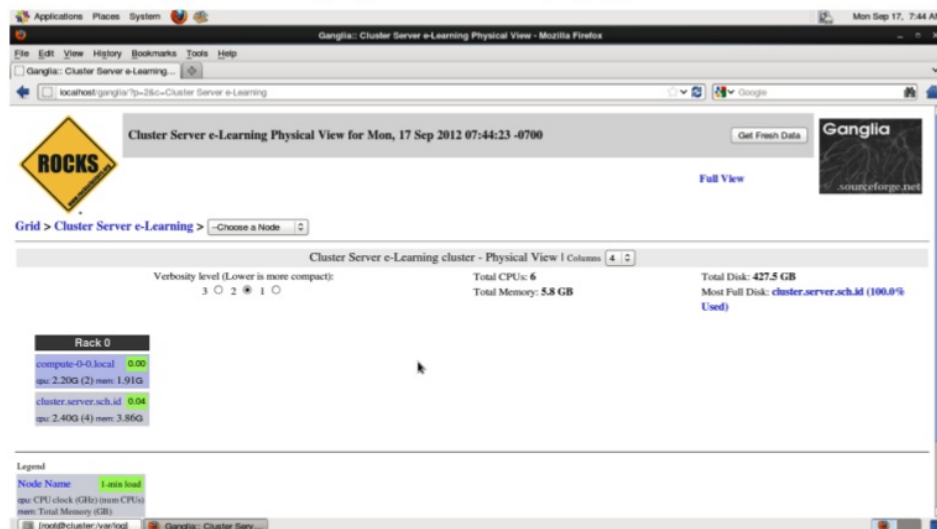 Applications Places System Mon Sep 17, 7:44 AM
Ganglia:: Cluster Server e-Learning Physical View - Mozilla Firefox
File Edit View History Bookmarks Tools Help
Ganglia:: Cluster Server e-Learning...
localhost/ganglia/?p=2&c=Cluster Server e-Learning Google
ROCKS
www.rocksclusters.org
Cluster Server e-Learning Physical View for Mon, 17 Sep 2012 07:44:23 -0700
Get Fresh Data
Ganglia
.sourceforge.net
Full View
Grid > Cluster Server e-Learning > --Choose a Node
Cluster Server e-Learning cluster - Physical View | Columns 4
Verbosity level (Lower is more compact):
3 2 1
Total CPUs: 6
Total Memory: 5.8 GB
Total Disk: 427.5 GB
Most Full Disk: cluster.server.sch.id (100.0%
Used)
Rack 0
compute-0-0.local 0.00
cpu: 2.20G (2) mem: 1.91G
cluster.server.sch.id 0.04
cpu: 2.40G (4) mem: 3.86G
Legend
Node Name 1-min load
cpu: CPU clock (GHz) (num CPUs)
mem: Total Memory (GB)
[root@cluster:/var/log] Ganglia:: Cluster Serv...